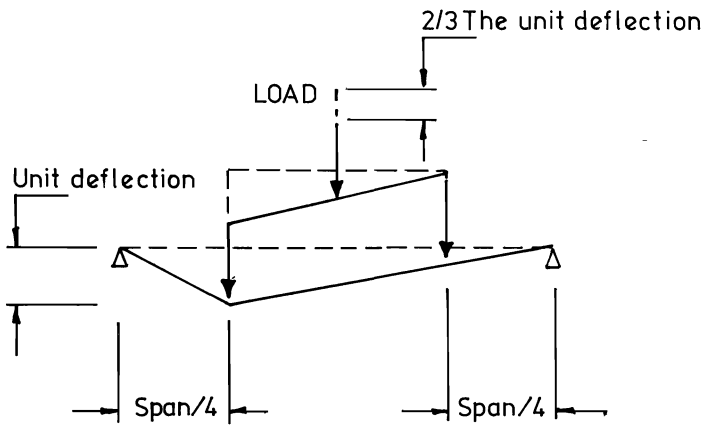 2/3 The unit deflection
LOAD
Unit deflection
Span/4
Span/4